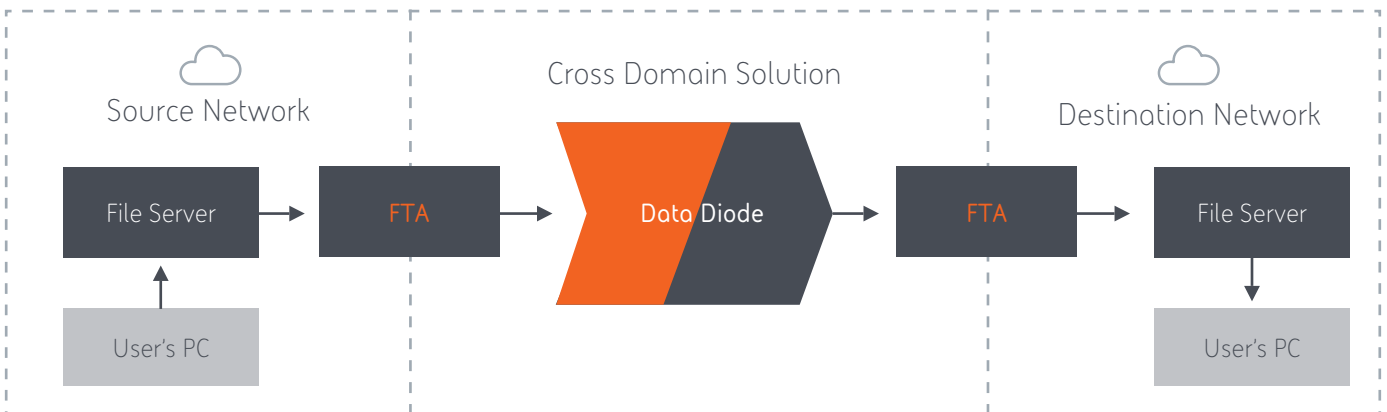 Source Network
File Server
User's PC
FTA
Cross Domain Solution
Data Diode
FTA
Destination Network
File Server
User's PC